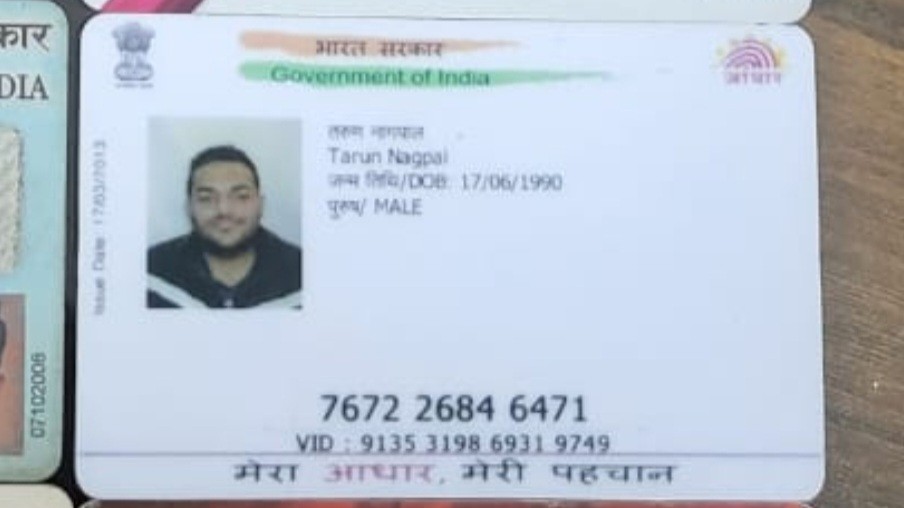 कार
DIA
07102008
भारत सरकार
Government of India
आधार
Issue Date: 17/03/2013
तरुण नागपाल
Tarun Nagpal
जन्म तिथि/DOB: 17/06/1990
पुरुष/ MALE
7672 2684 6471
VID : 9135 3198 6931 9749
मेरा आधार, मेरी पहचान